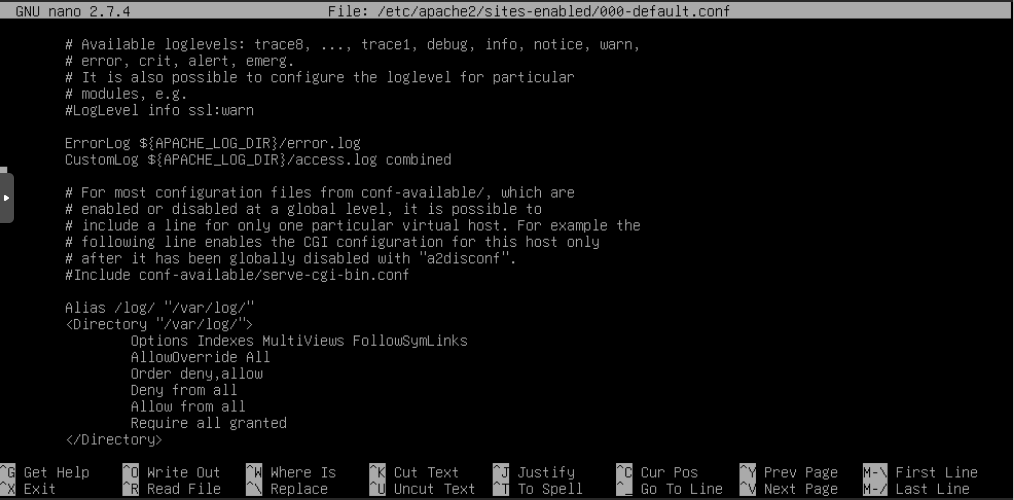 GNU nano 2.7.4 File: /etc/apache2/sites-enabled/000-default.conf
# Available loglevels: trace8, ..., trace1, debug, info, notice, warn,
# error, crit, alert, emerg.
# It is also possible to configure the loglevel for particular
# modules, e.g.
#LogLevel info ssl:warn
ErrorLog ${APACHE_LOG_DIR}/error.log
CustomLog ${APACHE_LOG_DIR}/access.log combined
# For most configuration files from conf-available/, which are
# enabled or disabled at a global level, it is possible to
# include a line for only one particular virtual host. For example the
# following line enables the CGI configuration for this host only
# after it has been globally disabled with "a2disconf".
#Include conf-available/serve-cgi-bin.conf
Alias /log/ "/var/log/"
<Directory "/var/log/">
Options Indexes MultiViews FollowSymLinks
AllowOverride All
Order deny,allow
Deny from all
Allow from all
Require all granted
</Directory>
^G Get Help ^O Write Out ^W Where Is ^K Cut Text ^J Justify ^C Cur Pos ^Y Prev Page M-\ First Line
^X Exit ^R Read File ^\ Replace ^U Uncut Text ^T To Spell ^_ Go To Line ^V Next Page M-/ Last Line